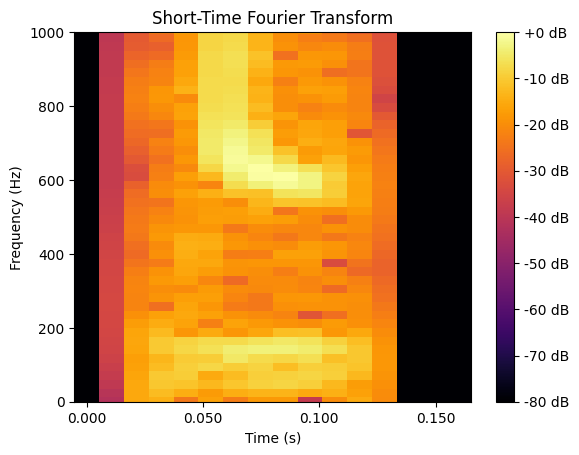 Short-Time Fourier Transform
1000
800
600
400
200
0
Frequency (Hz)
0.000
0.050
0.100
0.150
Time (s)
+0 dB
-10 dB
-20 dB
-30 dB
-40 dB
-50 dB
-60 dB
-70 dB
-80 dB